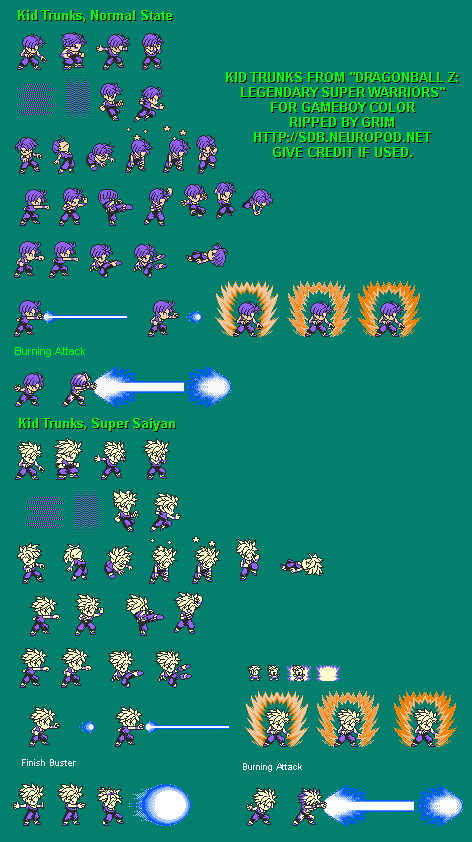 Kid Trunks, Normal State
KID TRUNKS FROM "DRAGONBALL Z:
LEGENDARY SUPER WARRIORS"
FOR GAMEBOY COLOR
RIPPED BY GRIM
HTTP://SDB.NEUROPOD.NET
GIVE CREDIT IF USED.
Burning Attack
Kid Trunks, Super Saiyan
Finish Buster
Burning Attack